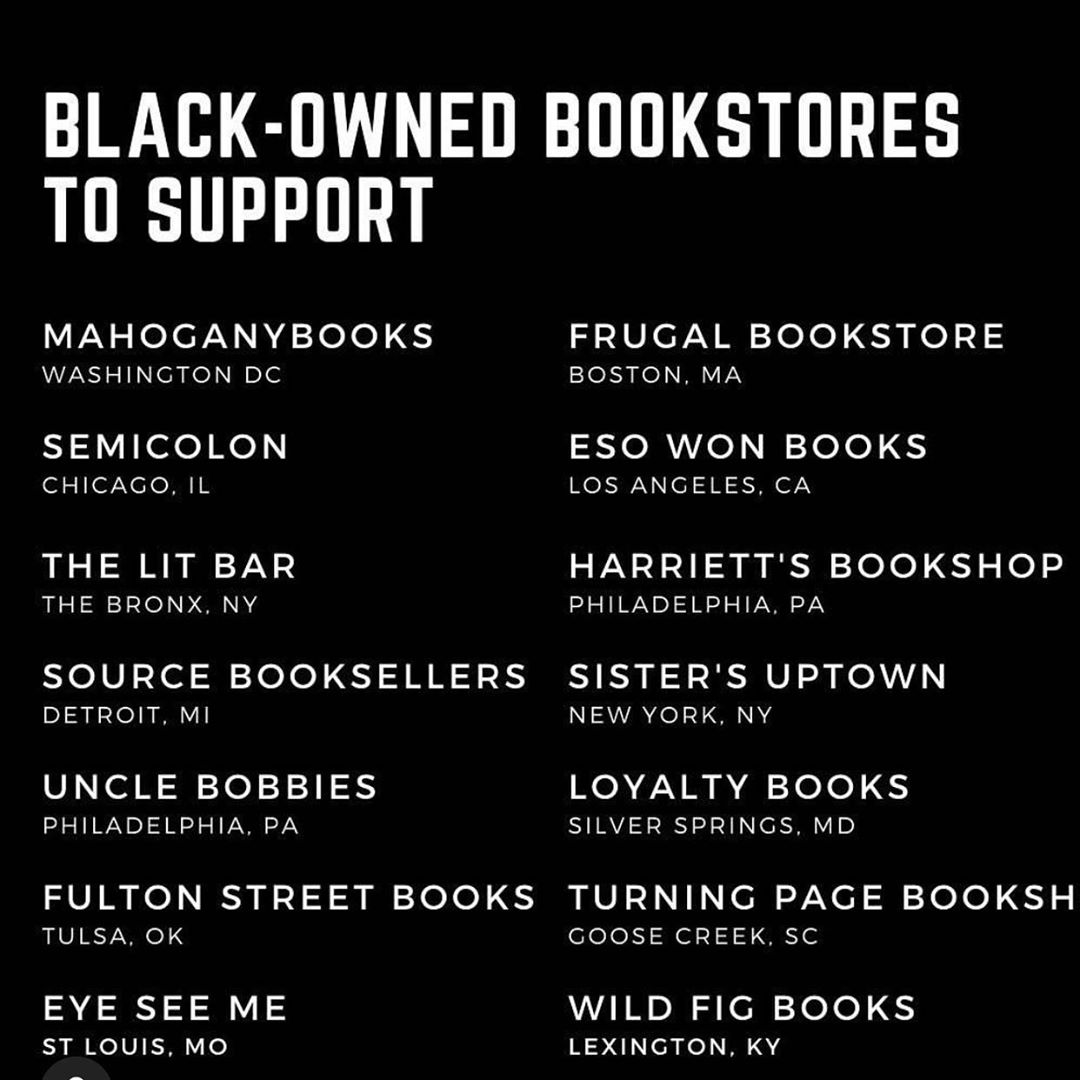 BLACK-OWNED BOOKSTORES
TO SUPPORT
MAHOGANYBOOKS
WASHINGTON DC
SEMICOLON
CHICAGO, IL
THE LIT BAR
THE BRONX, NY
SOURCE BOOKSELLERS
DETROIT, MI
UNCLE BOBBIES
PHILADELPHIA, PA
FULTON STREET BOOKS
TULSA, OK
EYE SEE ME
ST LOUIS, MO
FRUGAL BOOKSTORE
BOSTON, MA
ESO WON BOOKS
LOS ANGELES, CA
HARRIETT'S BOOKSHOP
PHILADELPHIA, PA
SISTER'S UPTOWN
NEW YORK, NY
LOYALTY BOOKS
SILVER SPRINGS, MD
TURNING PAGE BOOKSH
GOOSE CREEK, SC
WILD FIG BOOKS
LEXINGTON, KY